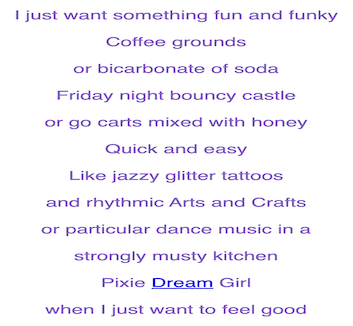 I just want something fun and funky
Coffee grounds
or bicarbonate of soda
Friday night bouncy castle
or go carts mixed with honey
Quick and easy
Like jazzy glitter tattoos
and rhythmic Arts and Crafts
or particular dance music in a
strongly musty kitchen
Pixie Dream Girl
when I just want to feel good